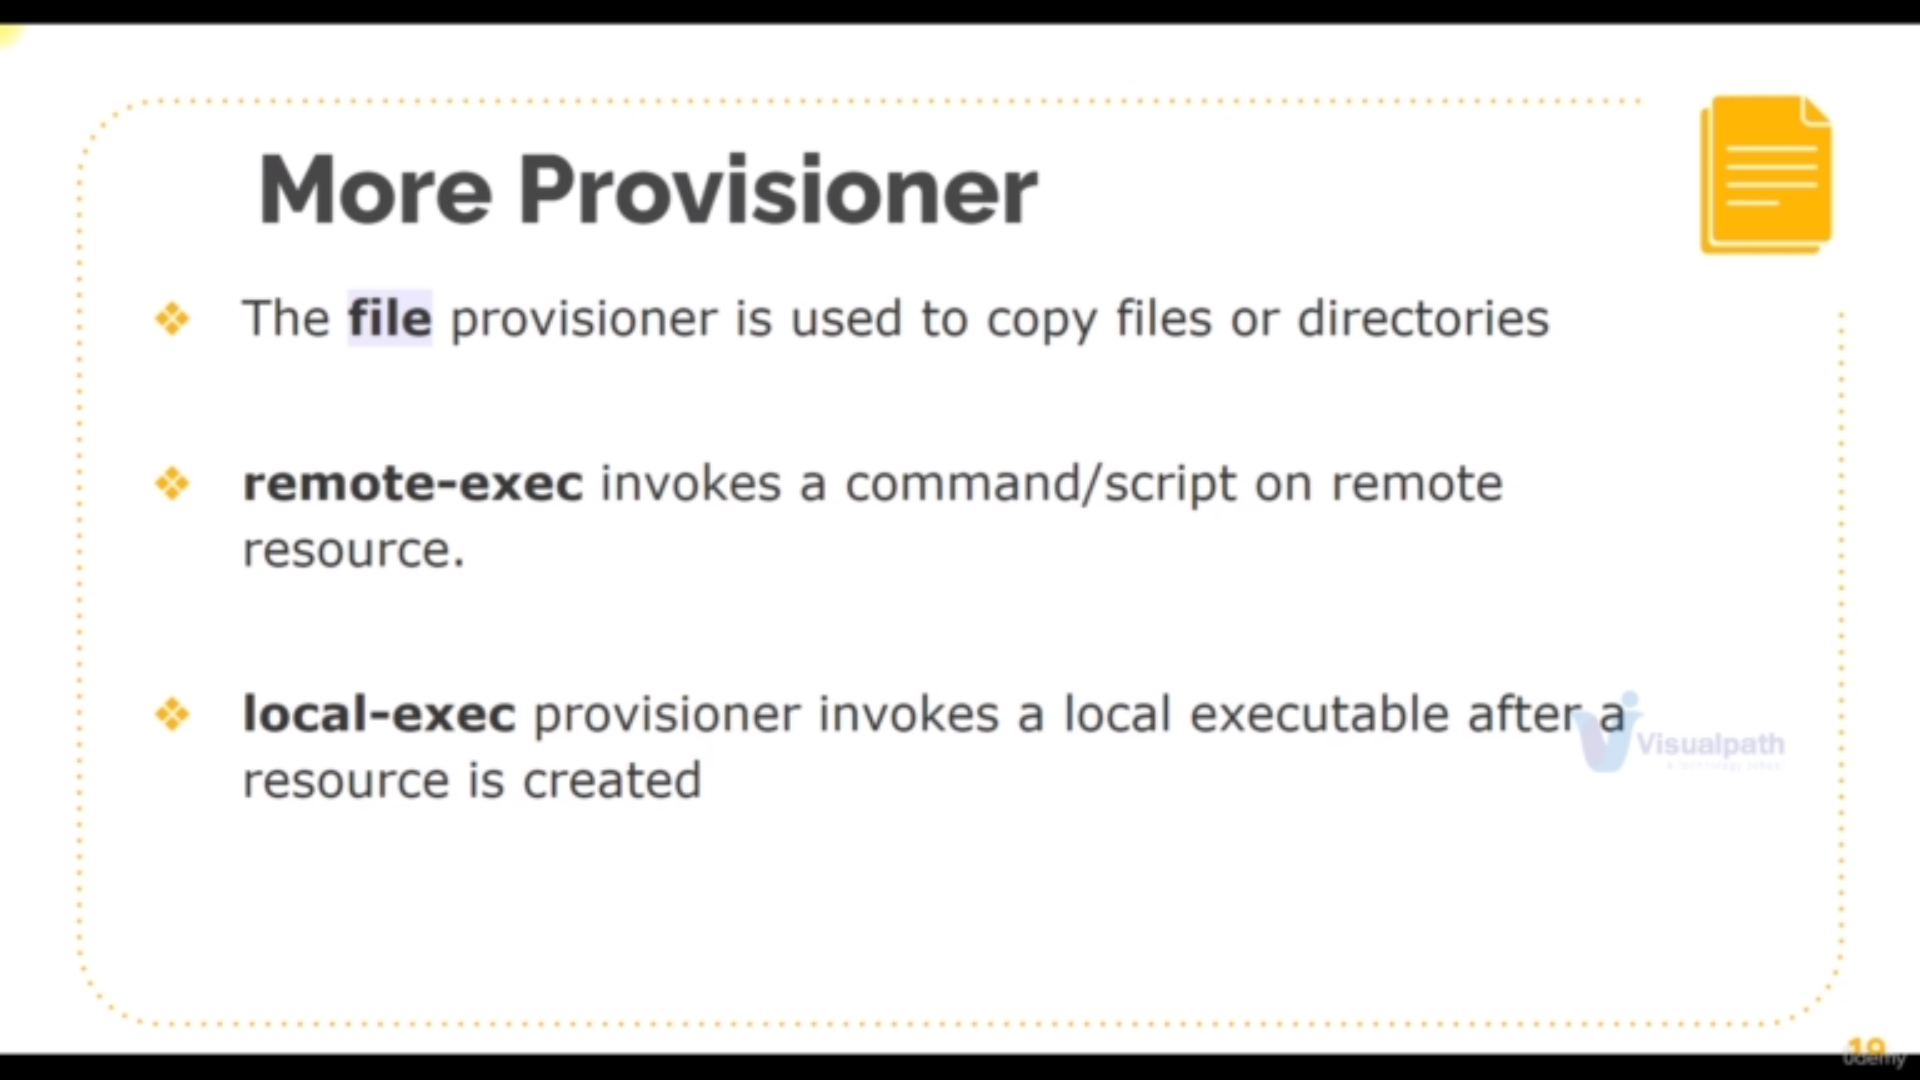 More Provisioner
The file provisioner is used to copy files or directories
remote-exec invokes a command/script on remote
resource.
local-exec provisioner invokes a local executable after a
resource is created
Visualpath
19
udemy